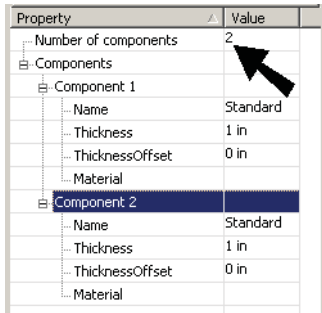 Property Value
Number of components 2
Components
Component 1
Name Standard
Thickness 1 in
ThicknessOffset 0 in
Material
Component 2
Name Standard
Thickness 1 in
ThicknessOffset 0 in
Material